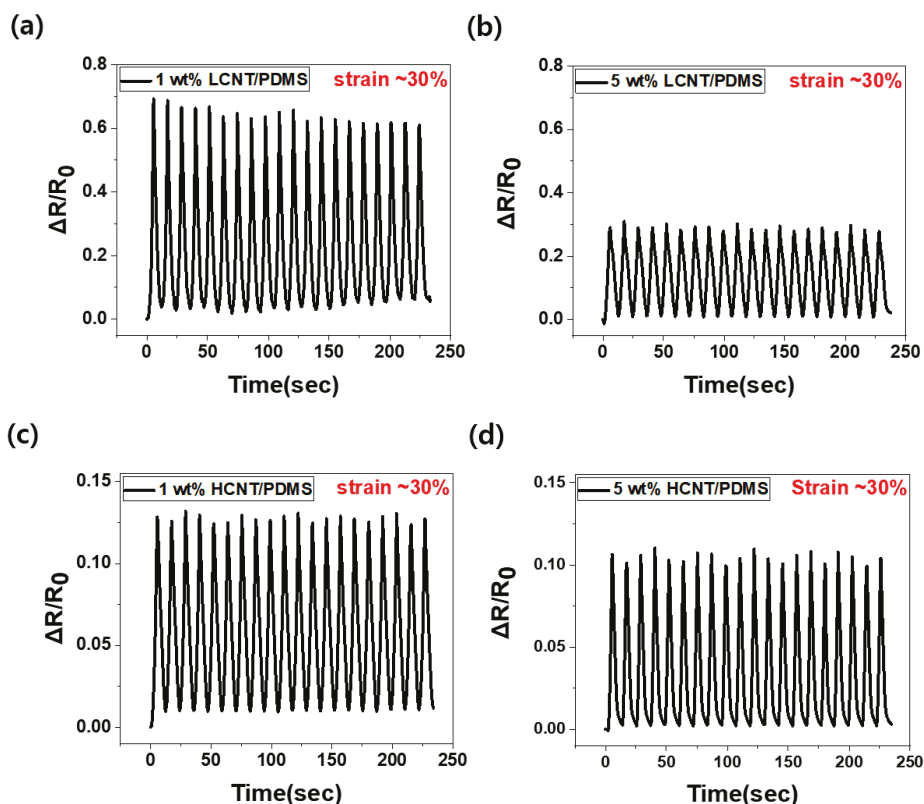 (a)
1 wt% LCNT/PDMS strain ~30%
0.8
0.6
0.4
0.2
0.0
ΔR/R0
0 50 100 150 200 250
Time(sec)
(b)
5 wt% LCNT/PDMS strain ~30%
0.8
0.6
0.4
0.2
0.0
ΔR/R0
0 50 100 150 200 250
Time(sec)
(c)
1 wt% HCNT/PDMS strain ~30%
0.15
0.10
0.05
0.00
ΔR/R0
0 50 100 150 200 250
Time(sec)
(d)
5 wt% HCNT/PDMS Strain ~30%
0.15
0.10
0.05
0.00
ΔR/R0
0 50 100 150 200 250
Time(sec)